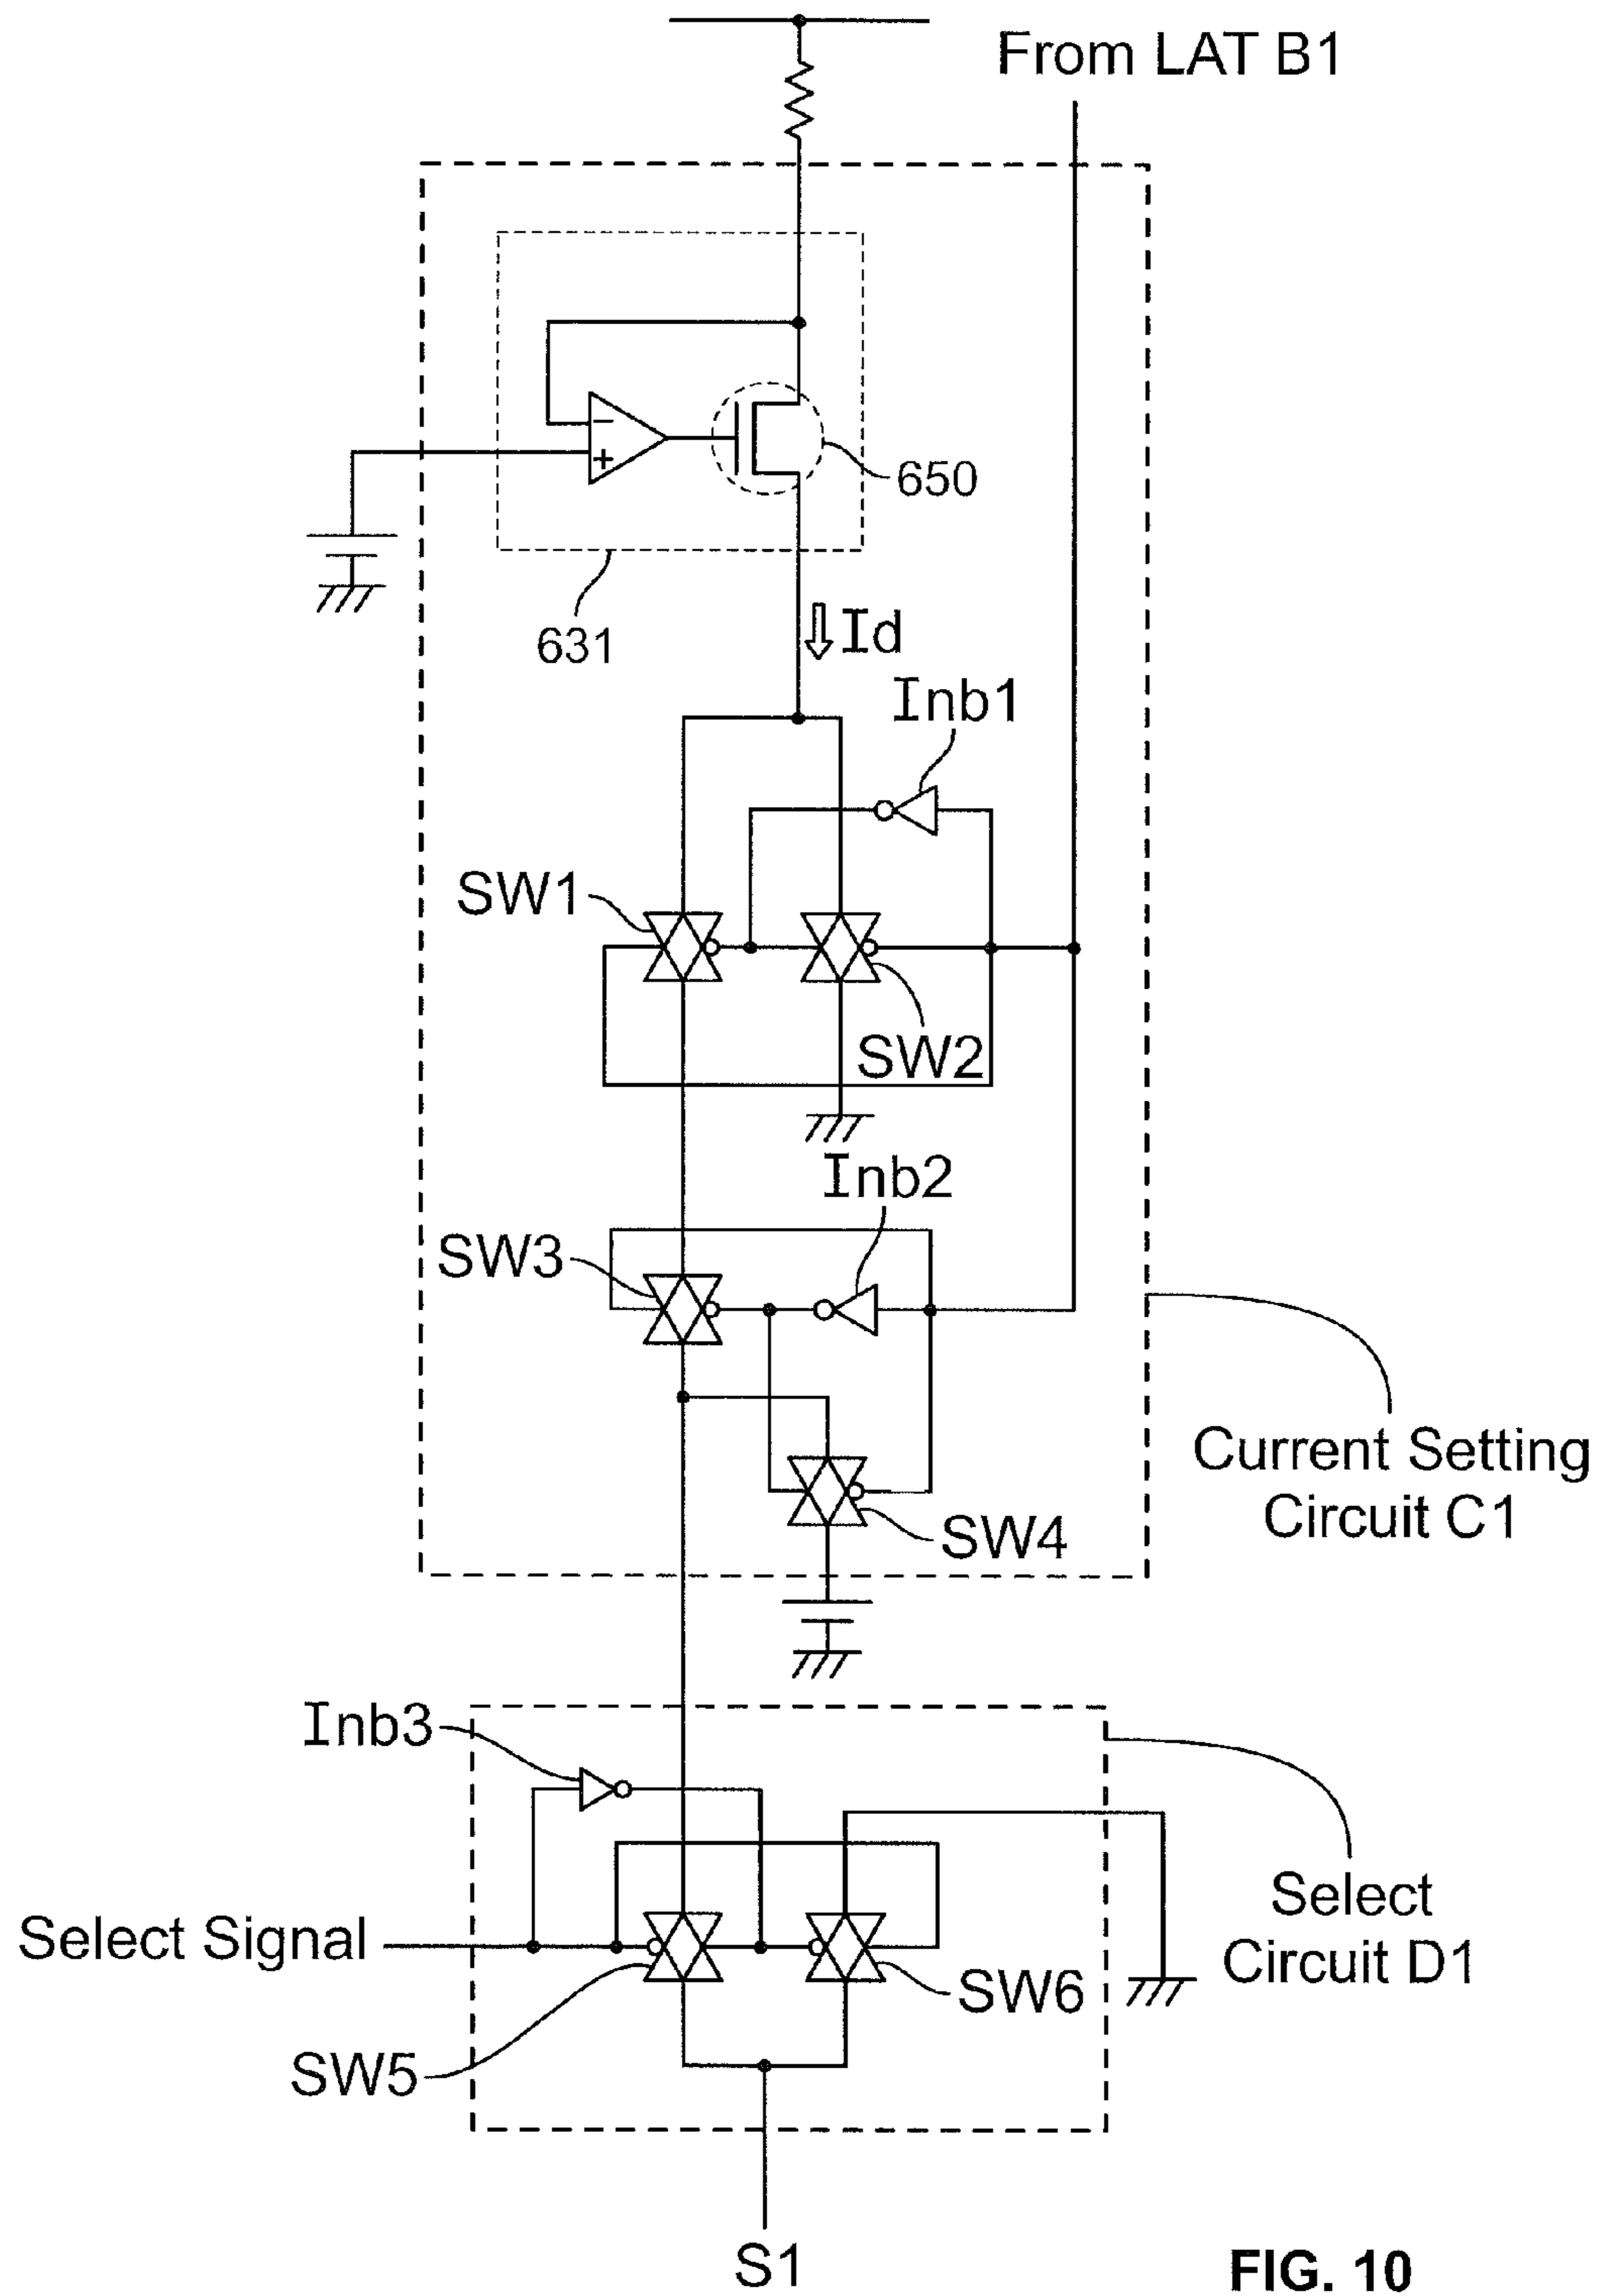 From LAT B1
−
+
650
631
Id
Inb1
SW1
SW2
Inb2
SW3
Current Setting
Circuit C1
SW4
Inb3
Select
Circuit D1
Select Signal
SW6
SW5
S1
FIG. 10